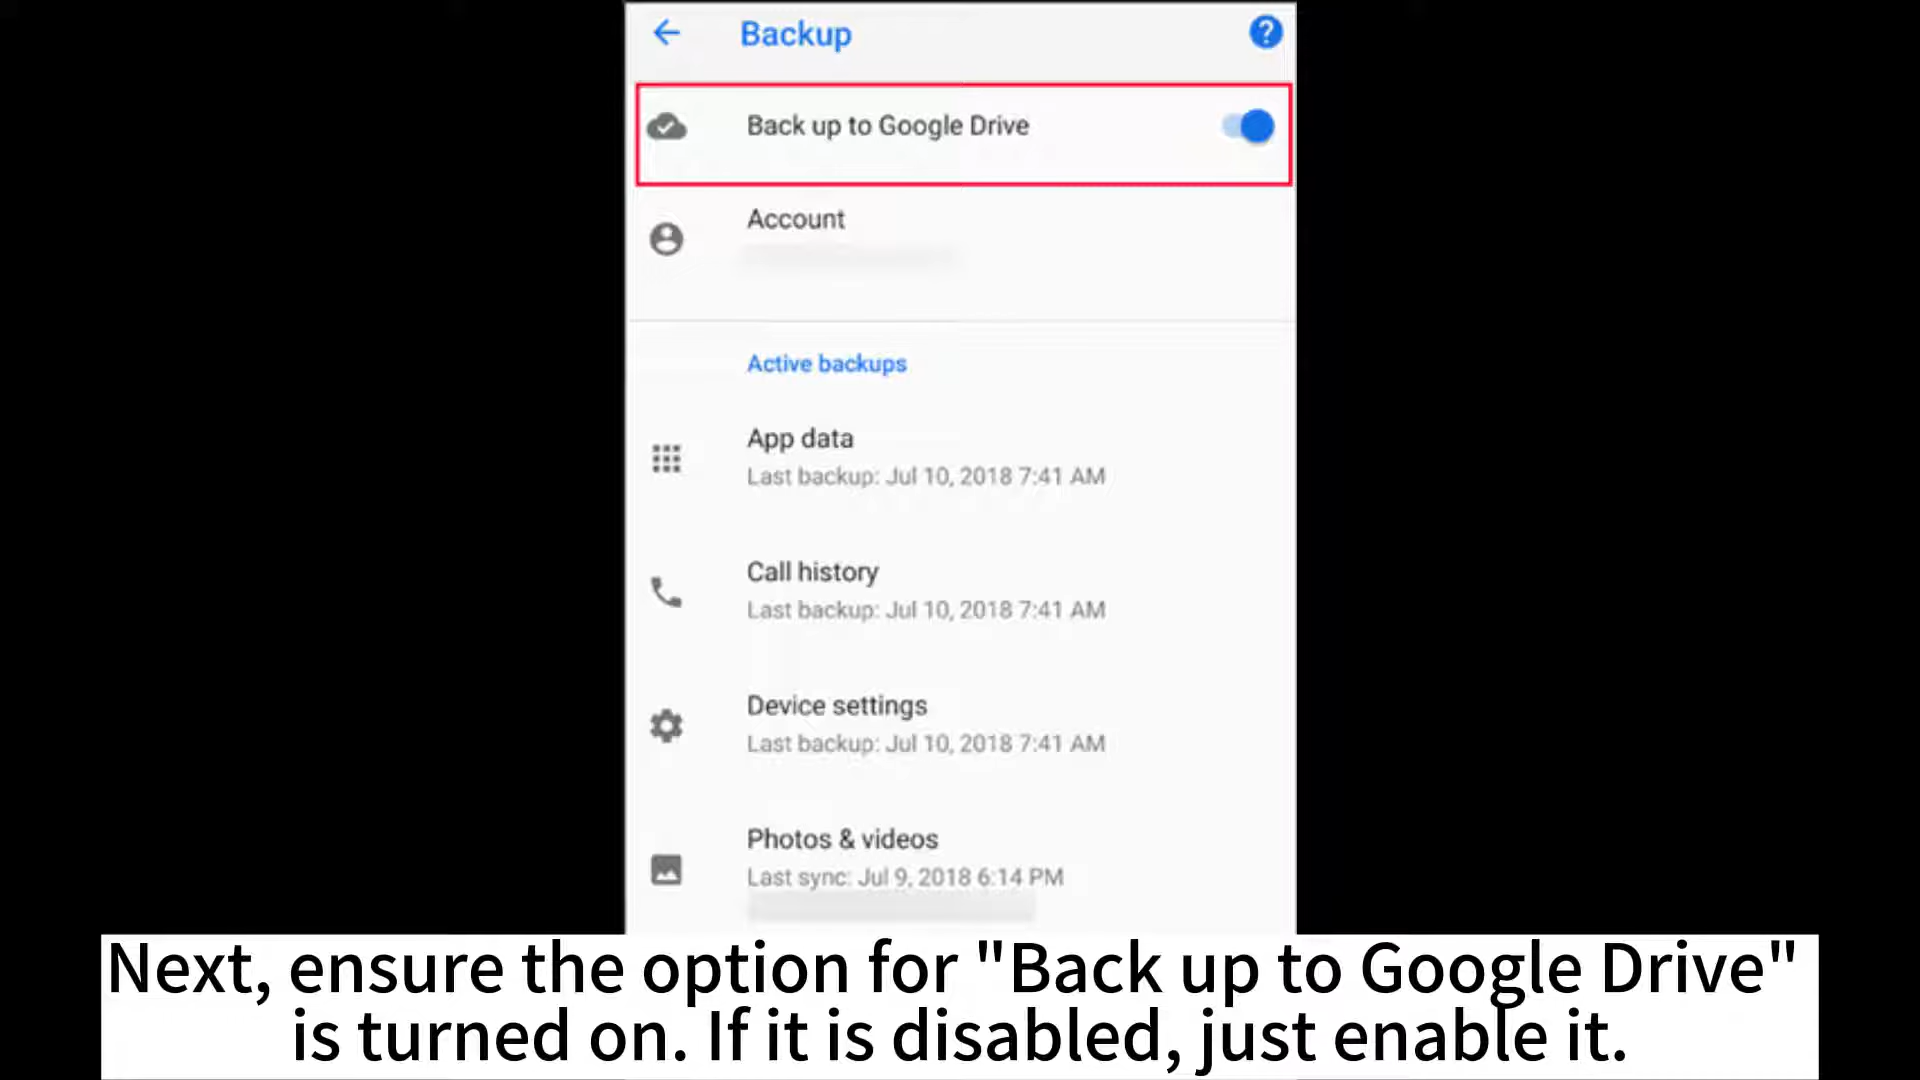 Backup
Back up to Google Drive
Account
Active backups
App data
Last backup: Jul 10, 2018 7:41 AM
Call history
Last backup: Jul 10, 2018 7:41 AM
Device settings
Last backup: Jul 10, 2018 7:41 AM
Photos & videos
Last sync: Jul 9, 2018 6:14 PM
Next, ensure the option for "Back up to Google Drive"
is turned on. If it is disabled, just enable it.